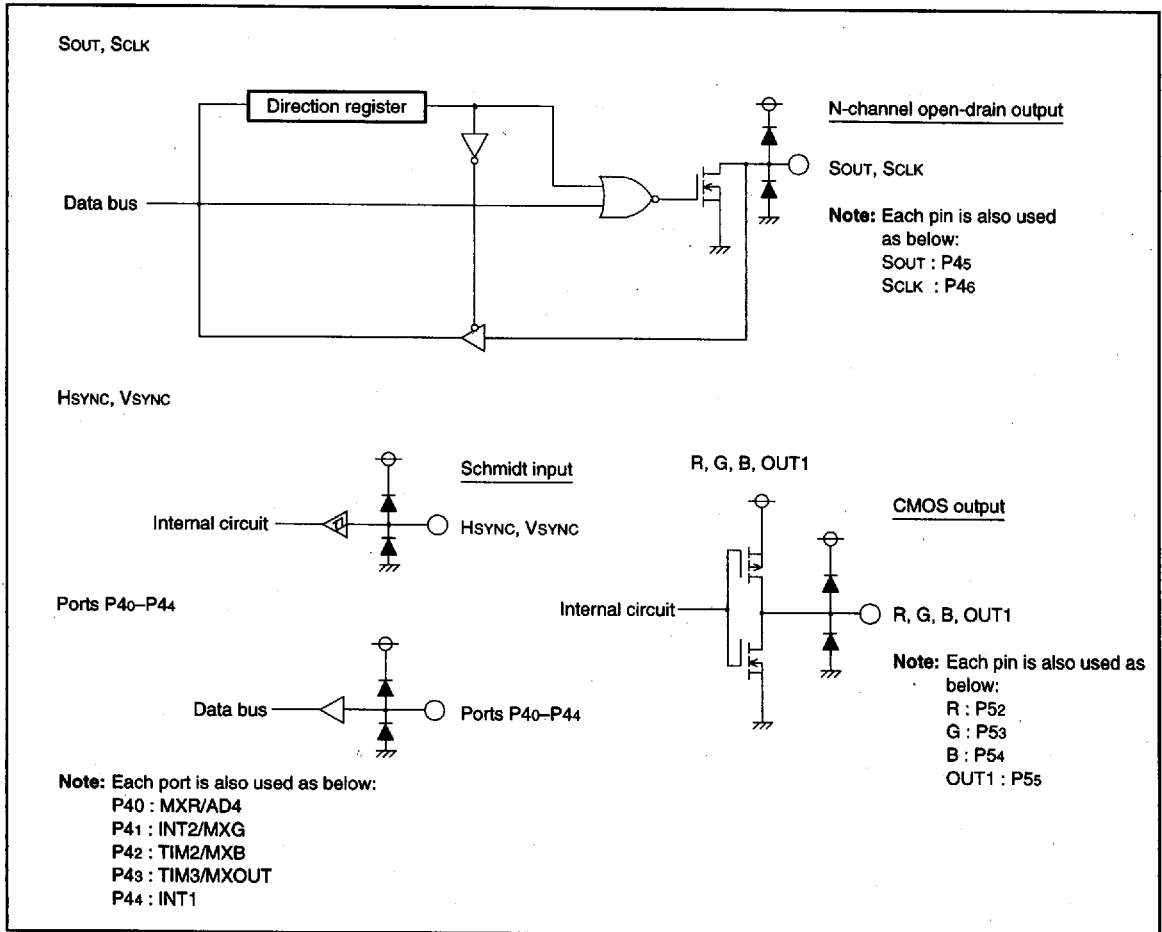 SOUT, SCLK
Direction register
N-channel open-drain output
Data bus
SOUT, SCLK
Note: Each pin is also used
as below:
SOUT : P45
SCLK : P46
HSYNC, VSYNC
Schmidt input
Internal circuit
HSYNC, VSYNC
R, G, B, OUT1
CMOS output
Internal circuit
R, G, B, OUT1
Note: Each pin is also used as
below:
R : P52
G : P53
B : P54
OUT1 : P55
Ports P40–P44
Data bus
Ports P40–P44
Note: Each port is also used as below:
P40 : MXR/AD4
P41 : INT2/MXG
P42 : TIM2/MXB
P43 : TIM3/MXOUT
P44 : INT1